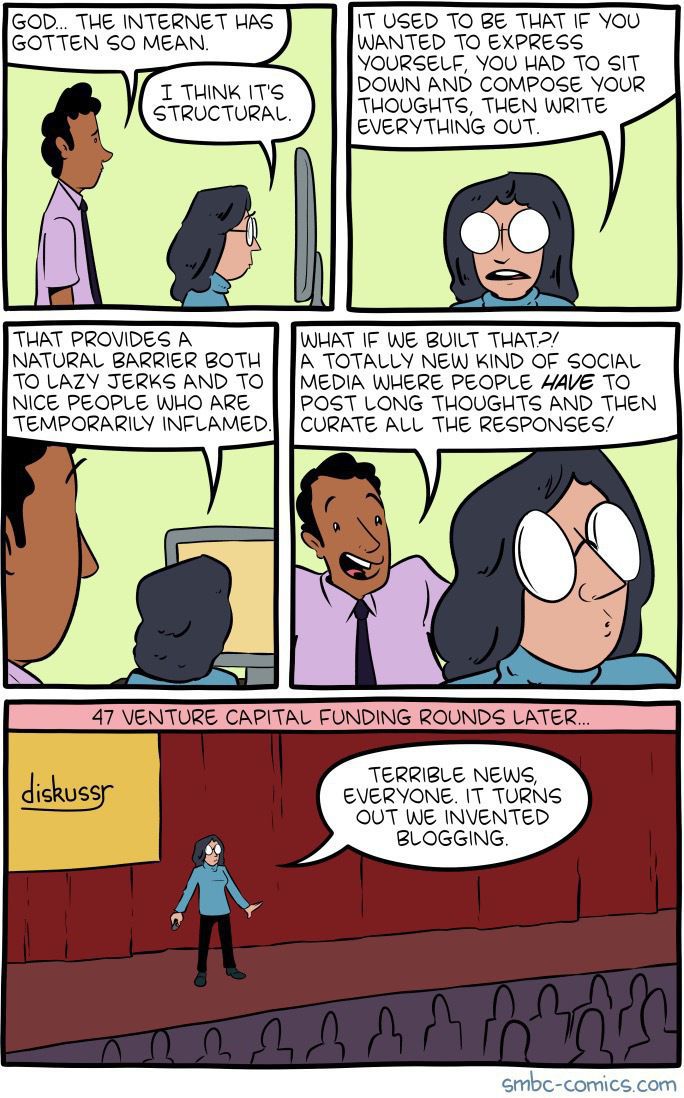 GOD... THE INTERNET HAS
GOTTEN SO MEAN.
I THINK IT'S
STRUCTURAL.
IT USED TO BE THAT IF YOU
WANTED TO EXPRESS
YOURSELF, YOU HAD TO SIT
DOWN AND COMPOSE YOUR
THOUGHTS, THEN WRITE
EVERYTHING OUT.
THAT PROVIDES A
NATURAL BARRIER BOTH
TO LAZY JERKS AND TO
NICE PEOPLE WHO ARE
TEMPORARILY INFLAMED.
WHAT IF WE BUILT THAT?!
A TOTALLY NEW KIND OF SOCIAL
MEDIA WHERE PEOPLE HAVE TO
POST LONG THOUGHTS AND THEN
CURATE ALL THE RESPONSES!
47 VENTURE CAPITAL FUNDING ROUNDS LATER...
diskussr
TERRIBLE NEWS,
EVERYONE. IT TURNS
OUT WE INVENTED
BLOGGING.
smbc-comics.com